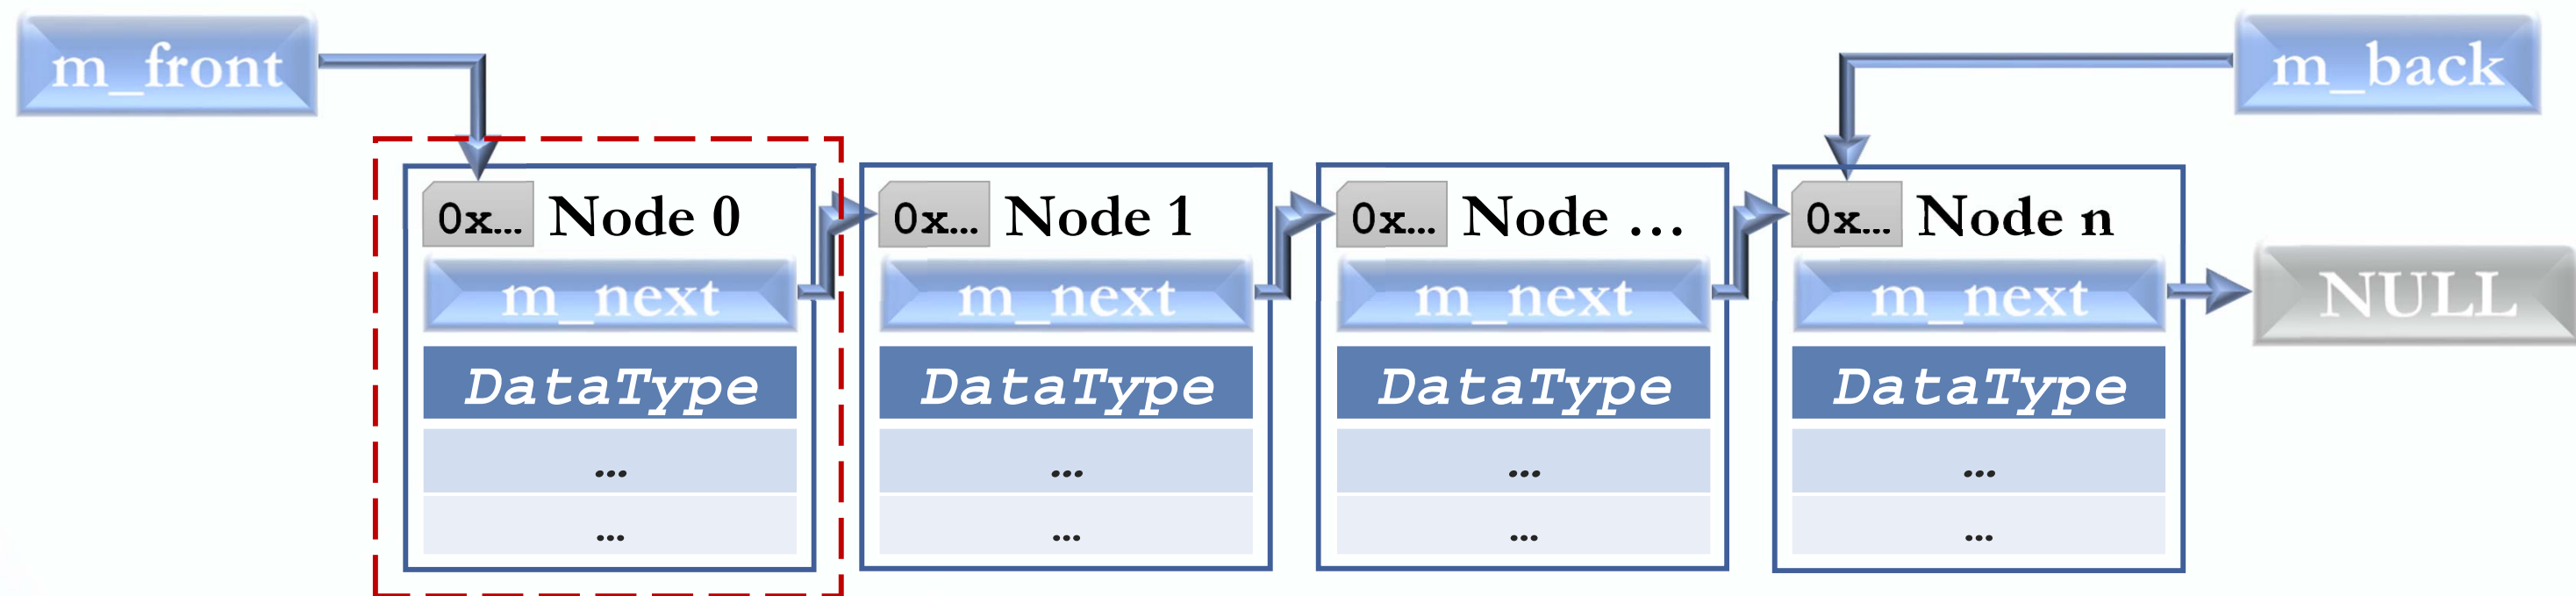 m_front
m_back
0x... Node 0
0x... Node 1
0x... Node ...
0x... Node n
m_next
m_next
m_next
m_next
NULL
DataType
DataType
DataType
DataType
...
...
...
...
...
...
...
...